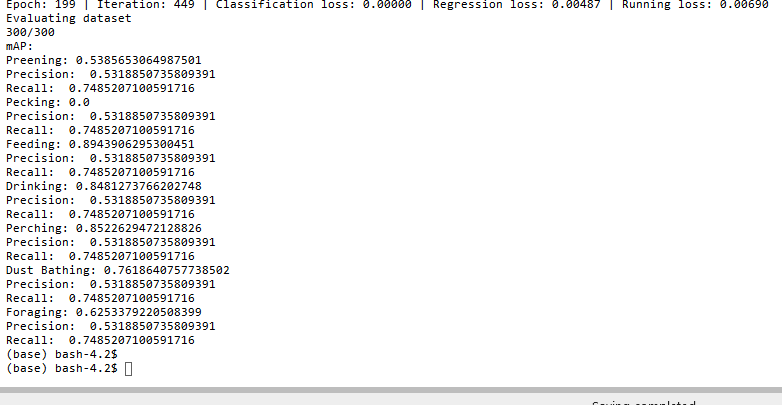 Epoch: 199 | Iteration: 449 | Classification loss: 0.00000 | Regression loss: 0.00487 | Running loss: 0.00690
Evaluating dataset
300/300
mAP:
Preening: 0.5385653064987501
Precision:  0.5318850735809391
Recall:  0.7485207100591716
Pecking: 0.0
Precision:  0.5318850735809391
Recall:  0.7485207100591716
Feeding: 0.8943906295300451
Precision:  0.5318850735809391
Recall:  0.7485207100591716
Drinking: 0.8481273766202748
Precision:  0.5318850735809391
Recall:  0.7485207100591716
Perching: 0.8522629472128826
Precision:  0.5318850735809391
Recall:  0.7485207100591716
Dust Bathing: 0.7618640757738502
Precision:  0.5318850735809391
Recall:  0.7485207100591716
Foraging: 0.6253379220508399
Precision:  0.5318850735809391
Recall:  0.7485207100591716
(base) bash-4.2$
(base) bash-4.2$
Saving completed